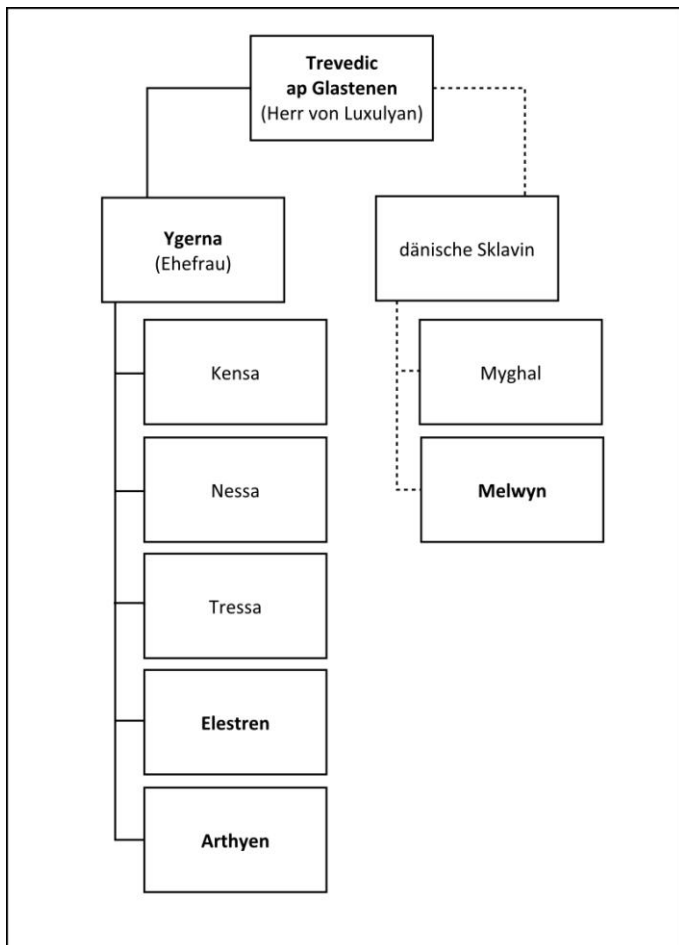 Trevedic
ap Glastenen
(Herr von Luxulyan)
Ygerna
(Ehefrau)
dänische Sklavin
Kensa
Myghal
Nessa
Melwyn
Tressa
Elestren
Arthyen